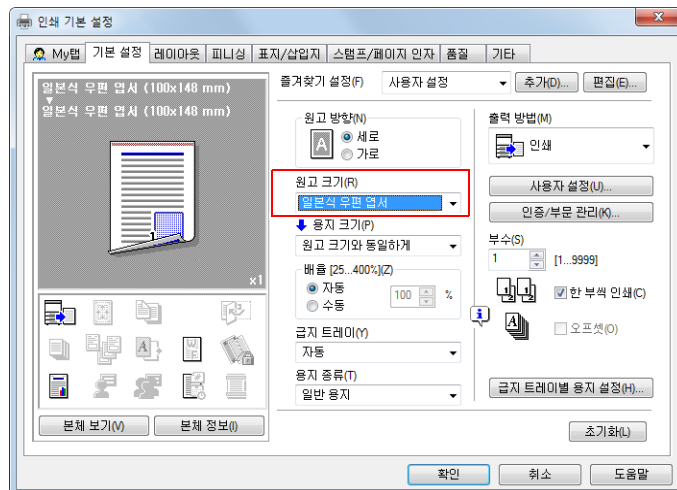 인쇄 기본 설정
My탭 기본 설정 레이아웃 피니싱 표지/삽입지 스탬프/페이지 인자 품질 기타
일본식 우편 엽서 (100x148 mm)
일본식 우편 엽서 (100x148 mm)
1
x1
본체 보기(V) 본체 정보(I)
즐겨찾기 설정(F) 사용자 설정 추가(D)... 편집(E)...
원고 방향(N)
A
세로
가로
원고 크기(R)
일본식 우편 엽서
용지 크기(P)
원고 크기와 동일하게
배율 [25...400%](Z)
자동
수동
100 %
급지 트레이(Y)
자동
용지 종류(T)
일반 용지
출력 방법(M)
인쇄
사용자 설정(U)...
인증/부문 관리(K)...
부수(S)
1 [1...9999]
한 부씩 인쇄(C)
오프셋(O)
급지 트레이별 용지 설정(H)...
초기화(L)
확인 취소 도움말